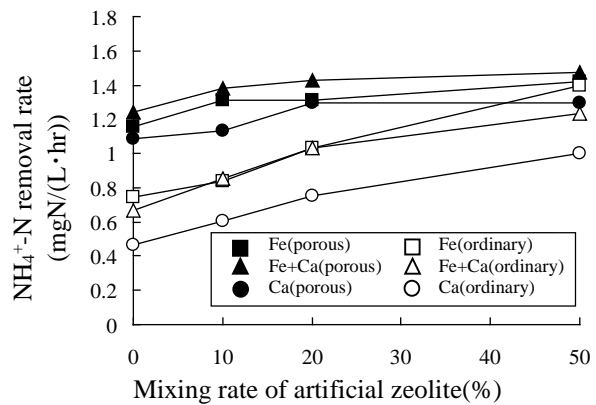 NH₄⁺-N removal rate
(mgN/(L･hr)
1.8
1.6
1.4
1.2
1
0.8
0.6
0.4
0.2
0
Fe(porous) Fe(ordinary)
Fe+Ca(porous) Fe+Ca(ordinary)
Ca(porous) Ca(ordinary)
0 10 20 30 40 50
Mixing rate of artificial zeolite(%)